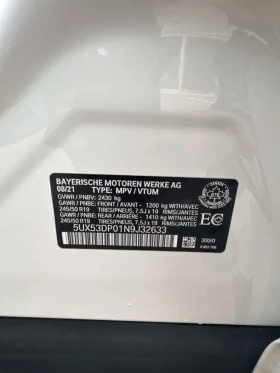 BAYERISCHE MOTOREN WERKE AG
08/21 TYPE: MPV / VTUM
GVWR / PNBV: 2430 kg
GAWR / PNBE: FRONT / AVANT - 1200 kg WITH/AVEC
245/50 R19 TIRES/PNEUS, 7.5J x 19 RIMS/JANTES
GAWR / PNBE: REAR / ARRIÈRE - 1410 kg WITH/AVEC
245/50 R19 TIRES/PNEUS, 7.5J x 19 RIMS/JANTES
5UX53DP01N9J32633 300/0
EC